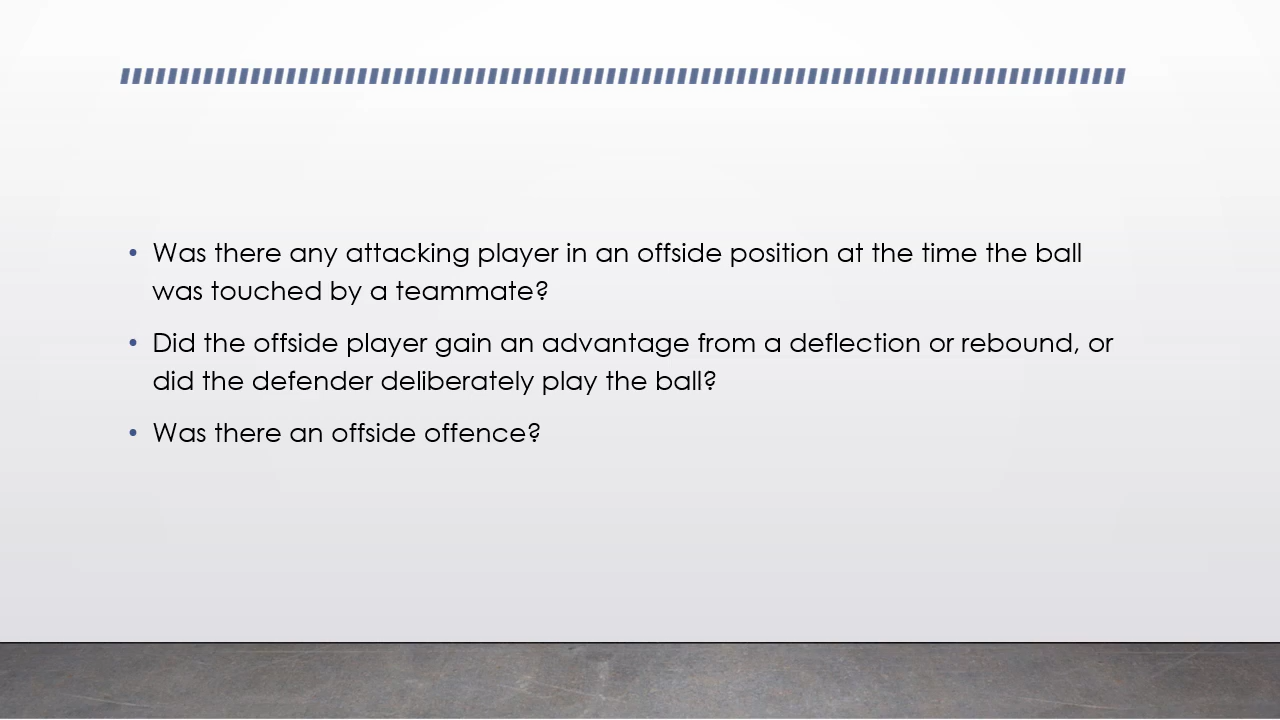 • Was there any attacking player in an offside position at the time the ball
was touched by a teammate?
• Did the offside player gain an advantage from a deflection or rebound, or
did the defender deliberately play the ball?
• Was there an offside offence?